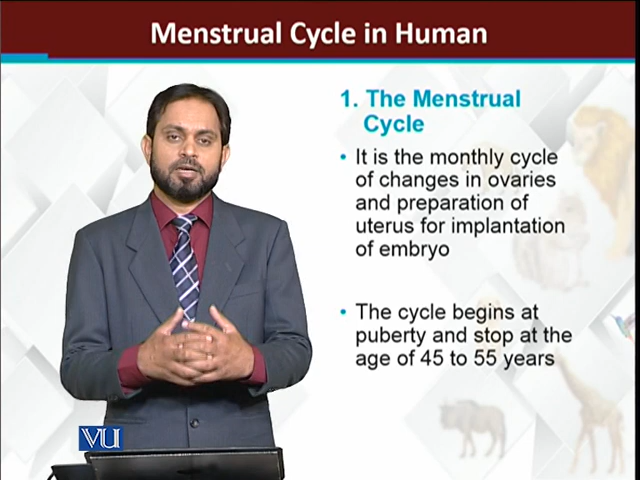 Menstrual Cycle in Human
1. The Menstrual
Cycle
• It is the monthly cycle
of changes in ovaries
and preparation of
uterus for implantation
of embryo
• The cycle begins at
puberty and stop at the
age of 45 to 55 years
VU